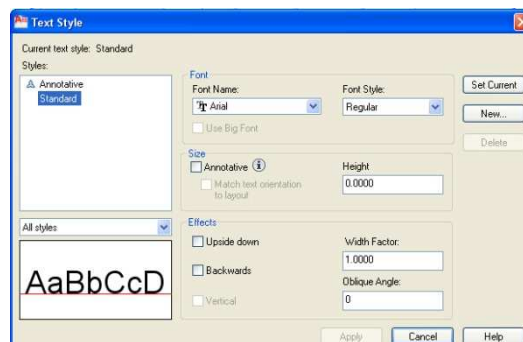 Text Style
Current text style: Standard
Styles:
Annotative
Standard
All styles
AaBbCcD
Font
Font Name:
Arial
Font Style:
Regular
Use Big Font
Size
Annotative
Match text orientation
to layout
Height
0.0000
Effects
Upside down
Backwards
Vertical
Width Factor:
1.0000
Oblique Angle:
0
Set Current
New...
Delete
Apply
Cancel
Help